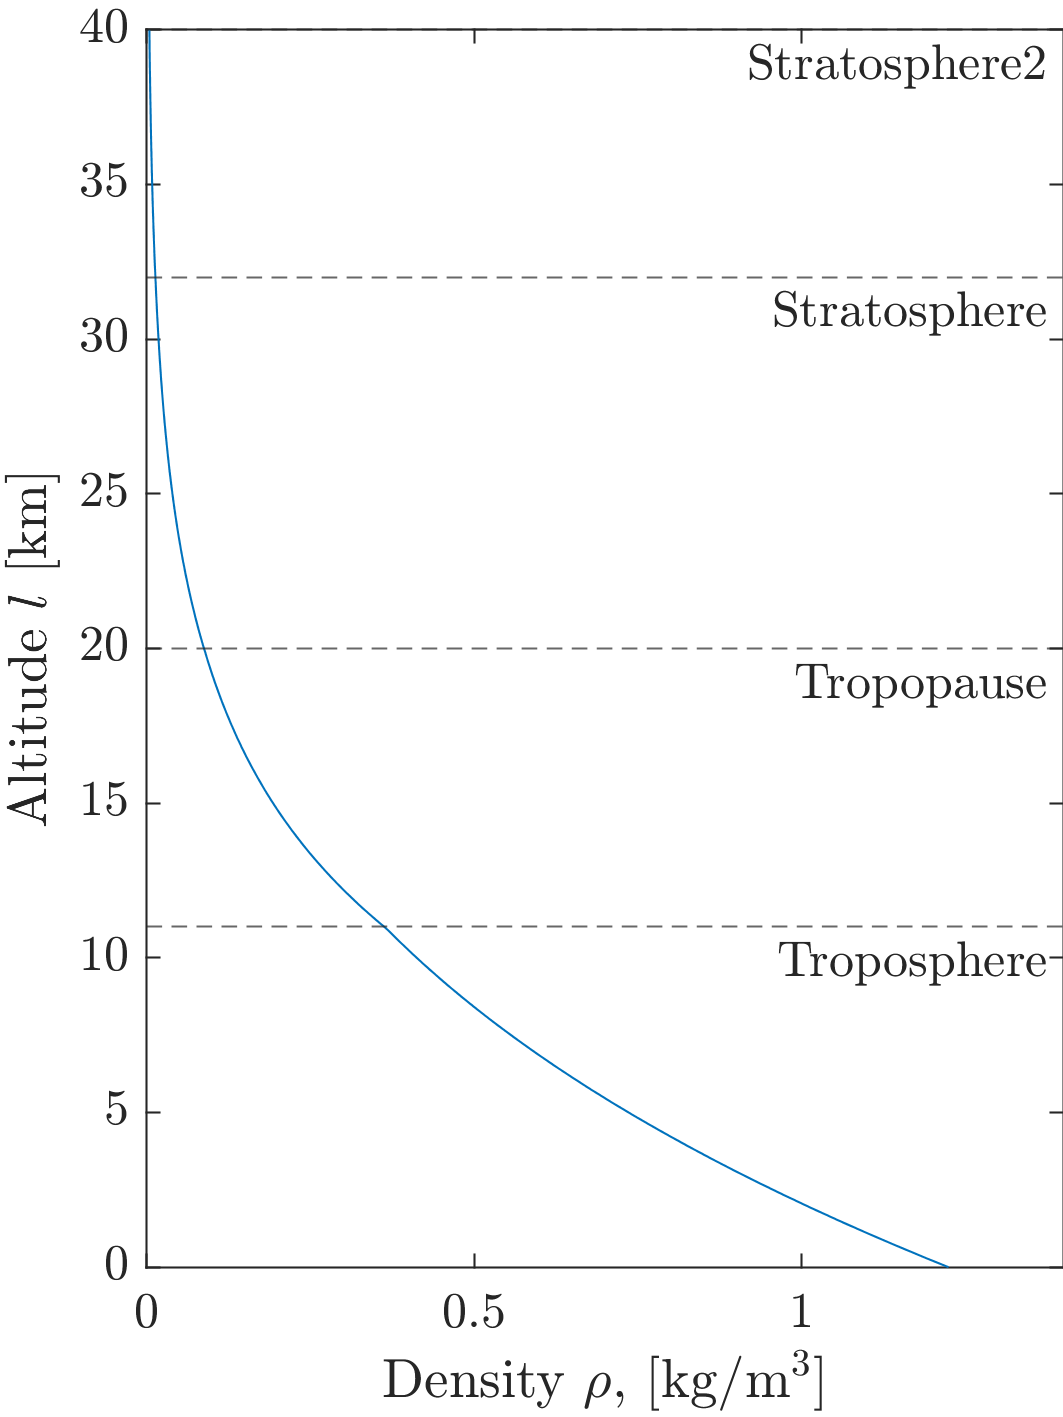 40
Stratosphere2
35
Stratosphere
30
25
20
Tropopause
15
10
Troposphere
5
0
0 0.5 1
Altitude l [km]
Density ρ, [kg/m³]